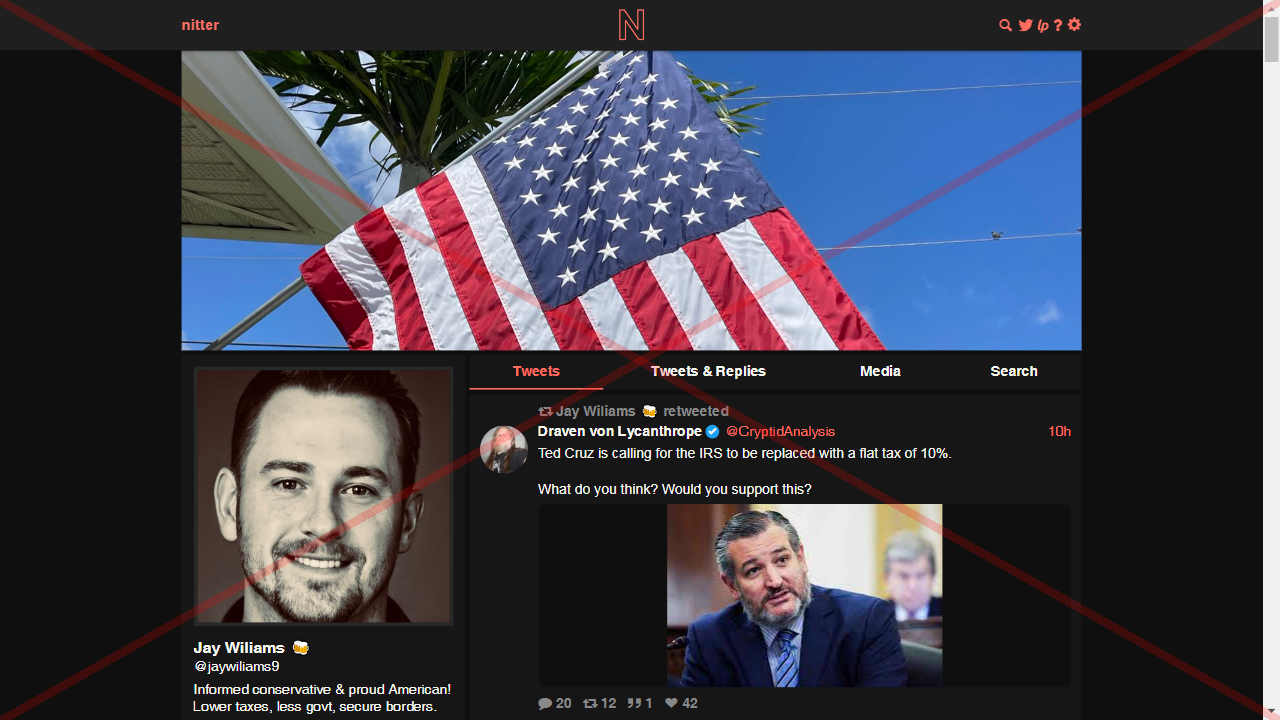 nitter
N
lp ?
Tweets
Tweets & Replies
Media
Search
Jay Wiliams 🍻 retweeted
Draven von Lycanthrope @CryptidAnalysis 10h
Ted Cruz is calling for the IRS to be replaced with a flat tax of 10%.
What do you think? Would you support this?
20 12 1 42
Jay Wiliams 🍻
@jaywiliams9
Informed conservative & proud American!
Lower taxes, less govt, secure borders.